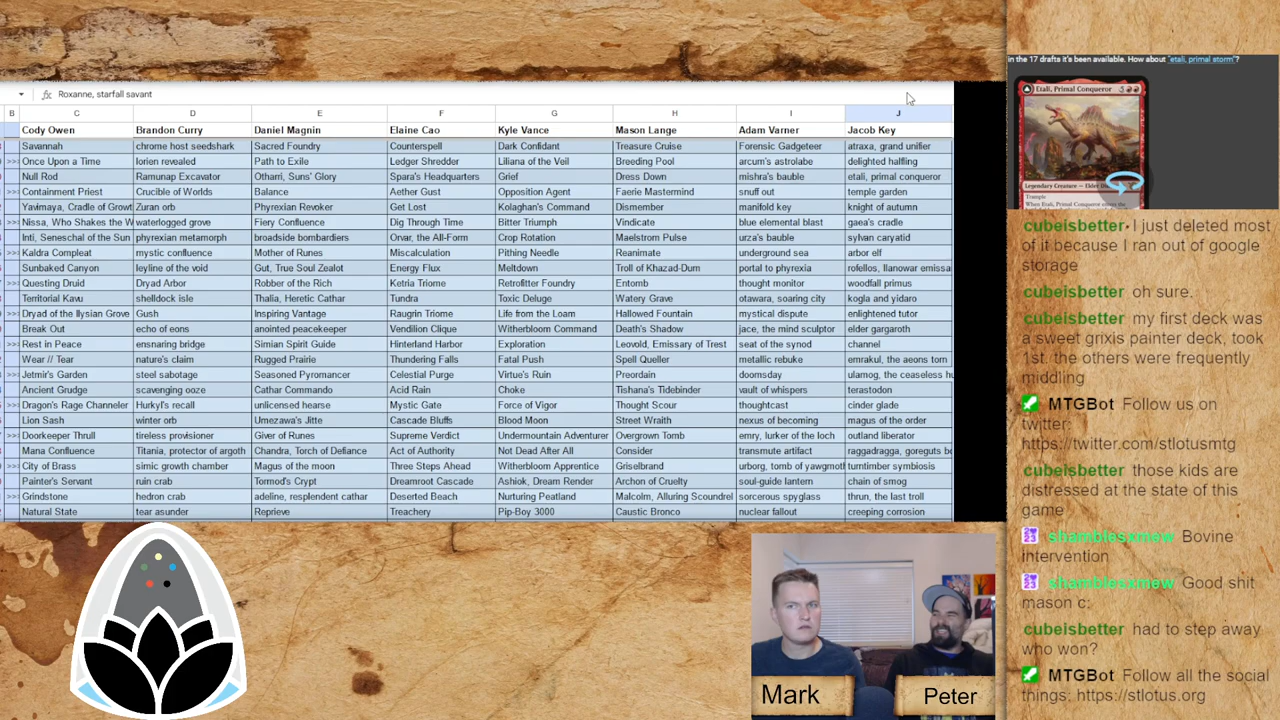 Roxanne, starfall savant
B C D E F G H I J
Cody Owen Brandon Curry Daniel Magnin Elaine Cao Kyle Vance Mason Lange Adam Varner Jacob Key
Savannah chrome host seedshark Sacred Foundry Counterspell Dark Confidant Treasure Cruise Forensic Gadgeteer atraxa, grand unifier
>>> Once Upon a Time lorien revealed Path to Exile Ledger Shredder Liliana of the Veil Breeding Pool arcum's astrolabe delighted halfling
Null Rod Ramunap Excavator Otharri, Suns' Glory Spara's Headquarters Grief Dress Down mishra's bauble etali, primal conqueror
>>> Containment Priest Crucible of Worlds Balance Aether Gust Opposition Agent Faerie Mastermind snuff out temple garden
Yavimaya, Cradle of Growt Zuran orb Phyrexian Revok Get Lost Kolaghan's Command Dismember manifold key knight of autumn
>>> Nissa, Who Shakes the W waterlogged grove Fiery Confluence Dig Through Time Bitter Triumph Vindicate blue elemental blast gaea's cradle
Inti, Seneschal of the Sun phyrexian metamorph broadside bombardiers Orvar, the All-Form Crop Rotation Maelstrom Pulse urza's bauble sylvan caryatid
>>> Kaldra Compleat mystic confluence Mother of Runes Miscalculation Pithing Needle Reanimate underground sea arbor elf
Sunbaked Canyon leyline of the void Gut, True Soul Zealot Energy Flux Meltdown Troll of Khazad-Dum portal to phyrexia rofellos, llanowar emissa
>>> Questing Druid Dryad Arbor Robber of the Rich Ketria Triome Retrofitter Foundry Entomb thought monitor woodfall primus
Territorial Kavu shelldock isle Thalia, Heretic Cathar Tundra Toxic Deluge Watery Grave otawara, soaring city kogla and yidaro
>>> Dryad of the Ilysian Grove Gush Inspiring Vantage Raugrin Triome Life from the Loam Hallowed Fountain mystical dispute enlightened tutor
Break Out echo of eons anointed peacekeeper Vendilion Clique Witherbloom Command Death's Shadow jace, the mind sculptor elder gargaroth
>>> Rest in Peace ensnaring bridge Simian Spirit Guide Hinterland Harbor Exploration Leovold, Emissary of Trest seat of the synod channel
Wear // Tear nature's claim Rugged Prairie Thundering Falls Fatal Push Spell Queller metallic rebuke emrakul, the aeons torn
>>> Jetmir's Garden steel sabotage Seasoned Pyromancer Celestial Purge Virtue's Ruin Preordain doomsday ulamog, the ceaseless hu
Ancient Grudge scavenging ooze Cathar Commando Acid Rain Choke Tishana's Tidebinder vault of whispers terastodon
>>> Dragon's Rage Channeler Hurkyl's recall unlicensed hearse Mystic Gate Force of Vigor Thought Scour thoughtcast cinder glade
Lion Sash winter orb Umezawa's Jitte Cascade Bluffs Blood Moon Street Wraith nexus of becoming magus of the order
>>> Doorkeeper Thrull tireless provisioner Giver of Runes Supreme Verdict Undermountain Adventurer Overgrown Tomb emry, lurker of the loch outland liberator
Mana Confluence Titania, protector of argoth Chandra, Torch of Defiance Act of Authority Not Dead After All Consider transmute artifact raggadragga, goreguts bo
>>> City of Brass simic growth chamber Magus of the moon Three Steps Ahead Witherbloom Apprentice Griselbrand urborg, tomb of yawgmoth turntimber symbiosis
Painter's Servant ruin crab Tormod's Crypt Dreamroot Cascade Ashiok, Dream Render Archon of Cruelty soul-guide lantern chain of smog
>>> Grindstone hedron crab adeline, resplendent cathar Deserted Beach Nurturing Peatland Malcolm, Alluring Scoundrel sorcerous spyglass thrun, the last troll
Natural State tear asunder Reprieve Treachery Pip-Boy 3000 Caustic Bronco nuclear fallout creeping corrosion
Mark
Peter
in the 17 drafts it's been available. How about "etali, primal storm"?
Etali, Primal Conqueror
Legendary Creature — Elder
Trample
When Etali, Primal Conqueror enters the
cubeisbetter: I just deleted most
of it because I ran out of google
storage
cubeisbetter oh sure.
cubeisbetter my first deck was
a sweet grixis painter deck, took
1st. the others were frequently
middling
MTGBot Follow us on
twitter:
https://twitter.com/stlotusmtg
cubeisbetter those kids are
distressed at the state of this
game
shamblesxmew Bovine
intervention
shamblesxmew Good shit
mason c:
cubeisbetter had to step away
who won?
MTGBot Follow all the social
things: https://stlotus.org